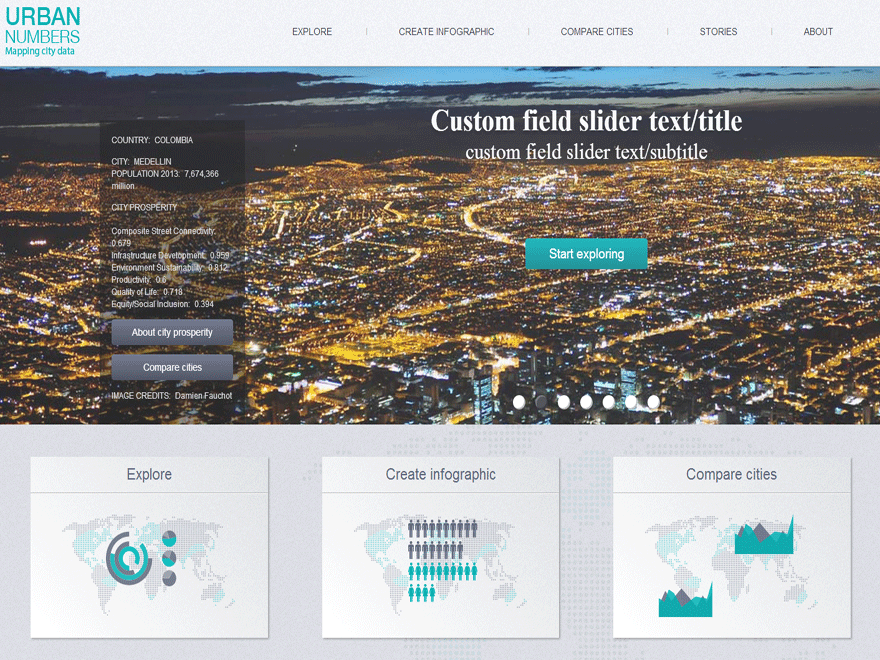 URBAN
NUMBERS
Mapping city data
EXPLORE
CREATE INFOGRAPHIC
COMPARE CITIES
STORIES
ABOUT
Custom field slider text/title
custom field slider text/subtitle
Start exploring
COUNTRY: COLOMBIA
CITY: MEDELLIN
POPULATION 2013: 7,674,366
million
CITY PROSPERITY
Composite Street Connectivity:
0.679
Infrastructure Development: 0.959
Environment Sustainability: 0.812
Productivity: 0.6
Quality of Life: 0.718
Equity/Social Inclusion: 0.394
About city prosperity
Compare cities
IMAGE CREDITS: Damien Fauchot
Explore
Create infographic
Compare cities